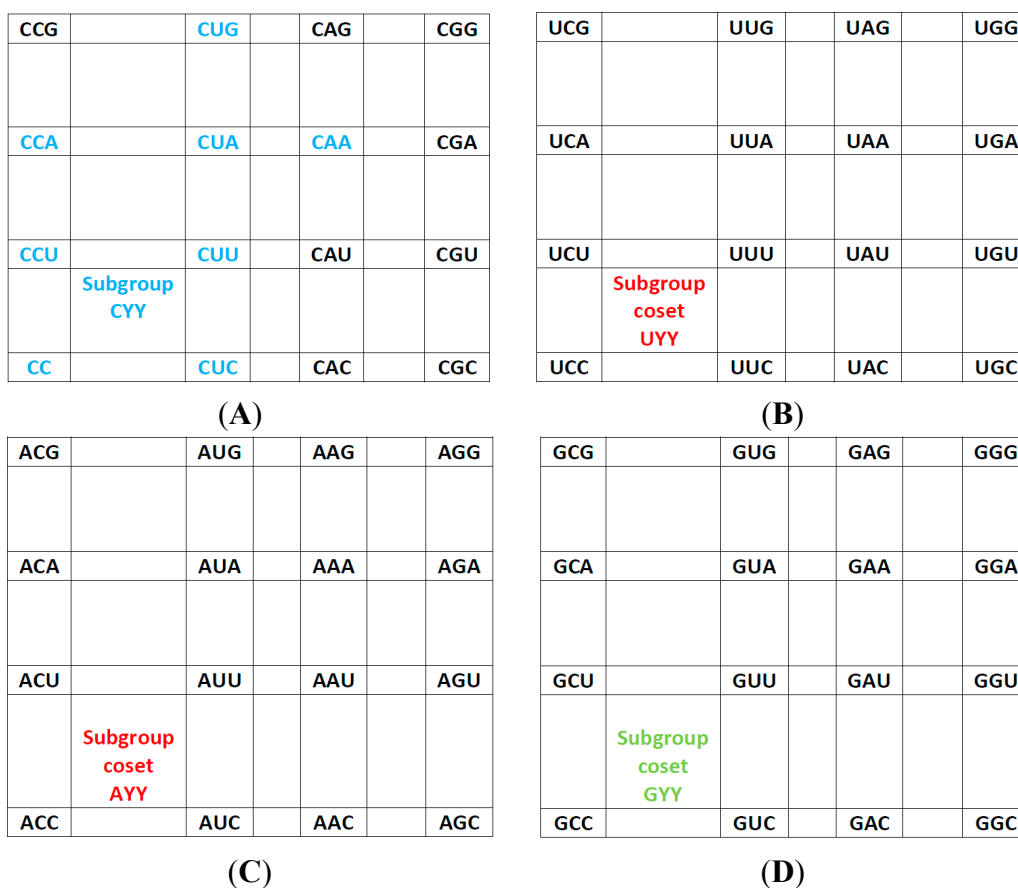 CCG CUG CAG CGG
CCA CUA CAA CGA
CCU CUU CAU CGU
Subgroup
CYY
CC CUC CAC CGC
(A)
UCG UUG UAG UGG
UCA UUA UAA UGA
UCU UUU UAU UGU
Subgroup
coset
UYY
UCC UUC UAC UGC
(B)
ACG AUG AAG AGG
ACA AUA AAA AGA
ACU AUU AAU AGU
Subgroup
coset
AYY
ACC AUC AAC AGC
(C)
GCG GUG GAG GGG
GCA GUA GAA GGA
GCU GUU GAU GGU
Subgroup
coset
GYY
GCC GUC GAC GGC
(D)